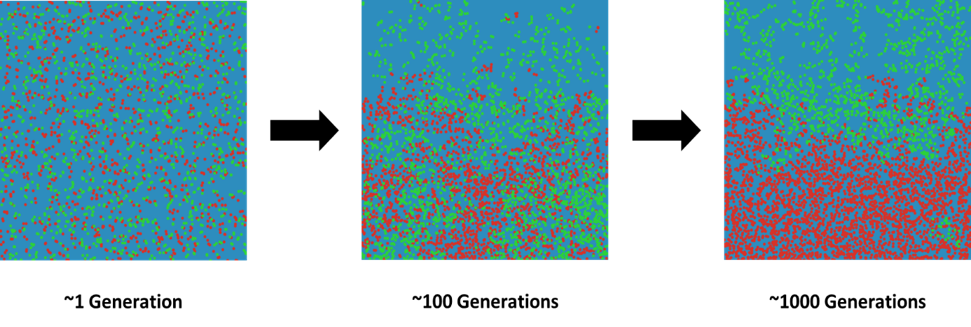 ~1 Generation
~100 Generations
~1000 Generations